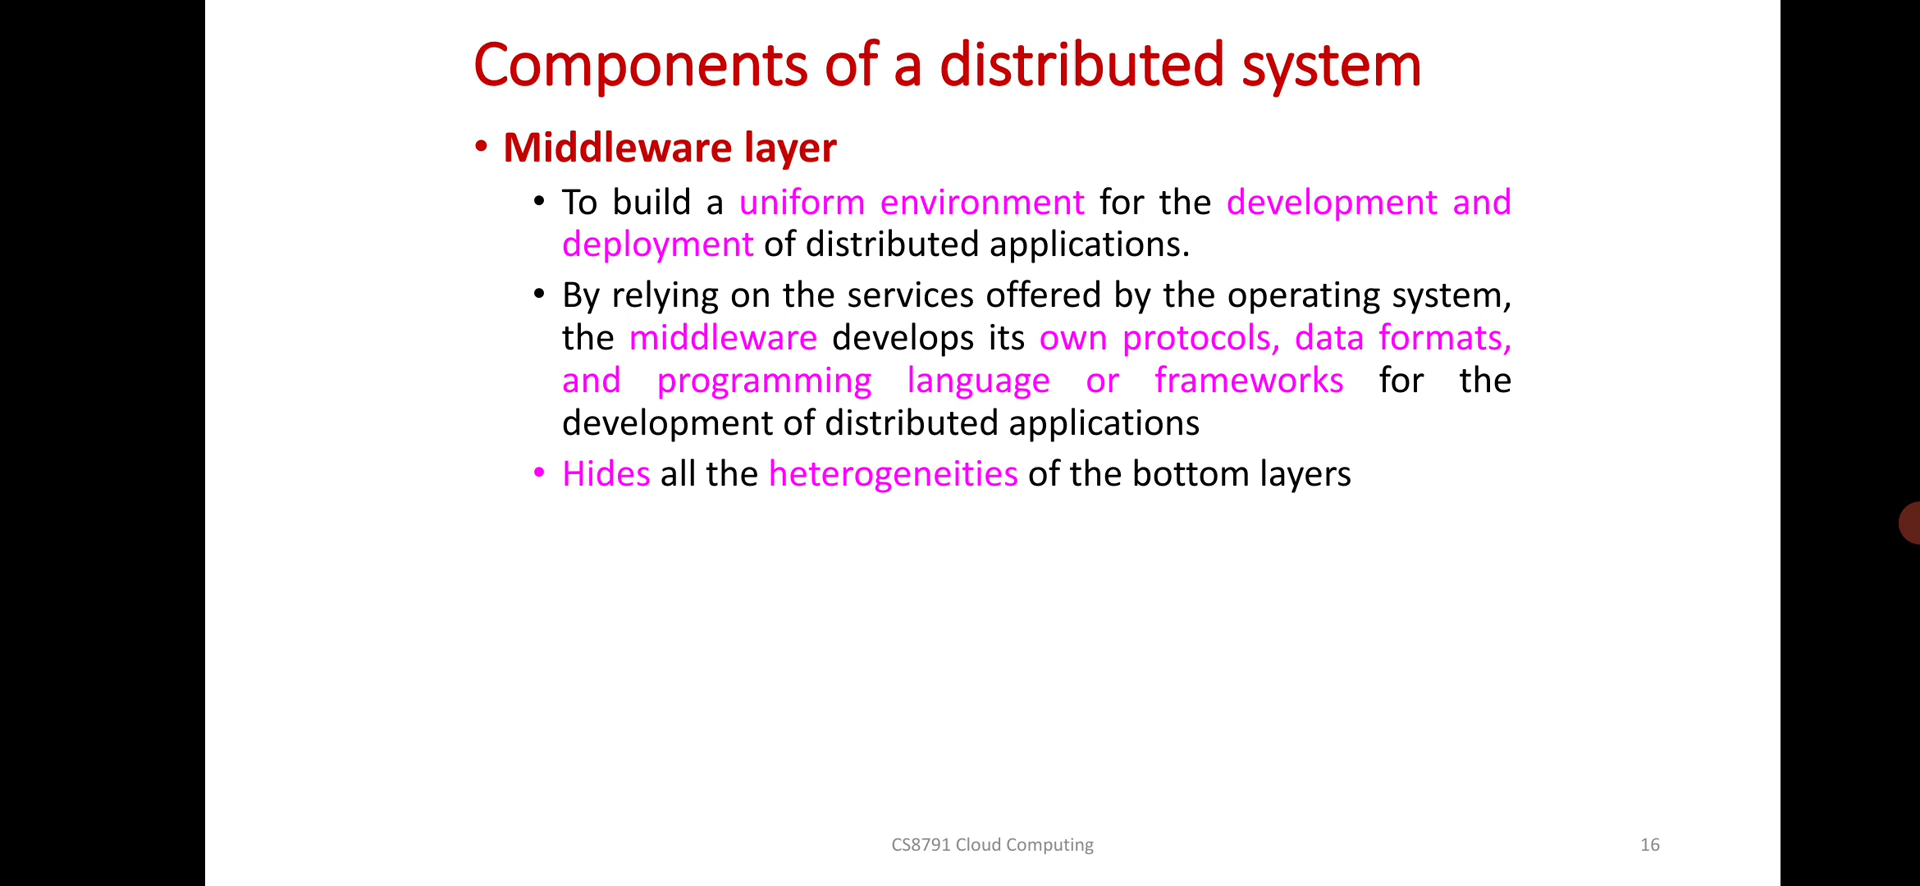 Components of a distributed system
• Middleware layer
• To build a uniform environment for the development and
deployment of distributed applications.
• By relying on the services offered by the operating system,
the middleware develops its own protocols, data formats,
and programming language or frameworks for the
development of distributed applications
• Hides all the heterogeneities of the bottom layers
CS8791 Cloud Computing
16